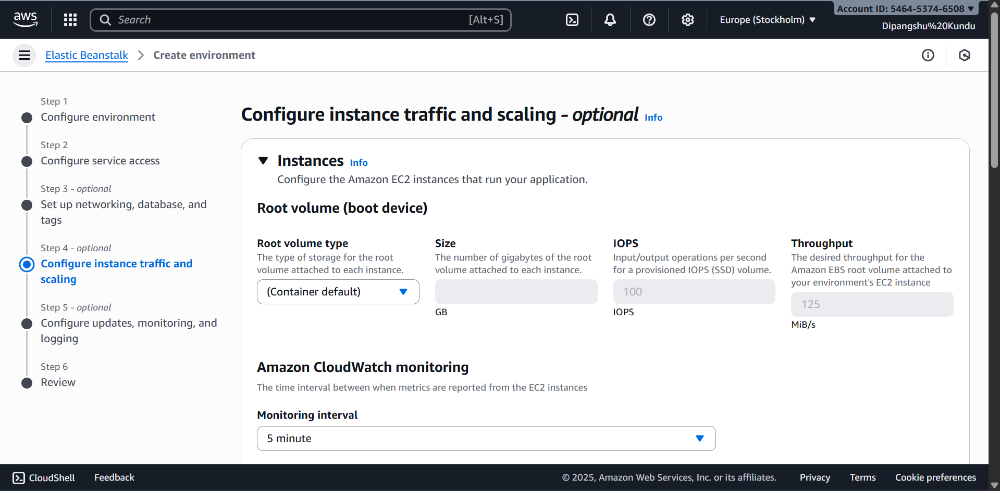 aws
Search
[Alt+S]
Europe (Stockholm)
Account ID: 5464-5374-6508
Dipangshu%20Kundu
Elastic Beanstalk
Create environment
Step 1
Configure environment
Step 2
Configure service access
Step 3 - optional
Set up networking, database, and
tags
Step 4 - optional
Configure instance traffic and
scaling
Step 5 - optional
Configure updates, monitoring, and
logging
Step 6
Review
Configure instance traffic and scaling - optional Info
Instances Info
Configure the Amazon EC2 instances that run your application.
Root volume (boot device)
Root volume type
The type of storage for the root
volume attached to each instance.
(Container default)
Size
The number of gigabytes of the root
volume attached to each instance.
GB
IOPS
Input/output operations per second
for a provisioned IOPS (SSD) volume.
100
IOPS
Throughput
The desired throughput for the
Amazon EBS root volume attached to
your environment's EC2 instance
125
MiB/s
Amazon CloudWatch monitoring
The time interval between when metrics are reported from the EC2 instances
Monitoring interval
5 minute
CloudShell
Feedback
© 2025, Amazon Web Services, Inc. or its affiliates.
Privacy
Terms
Cookie preferences